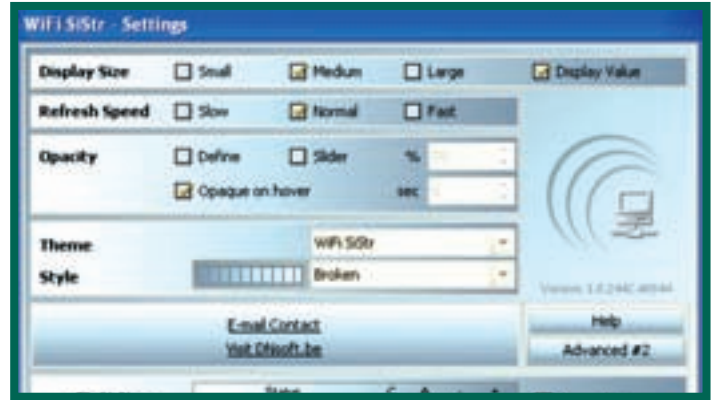 WiFi SiStr - Settings
Display Size Small Medium Large Display Value
Refresh Speed Slow Normal Fast
Opacity Define Slider %
Opaque on hover sec
Theme WiFi SiStr
Style Broken
E-mail Contact Help
Visit DNsoft.be Advanced #2